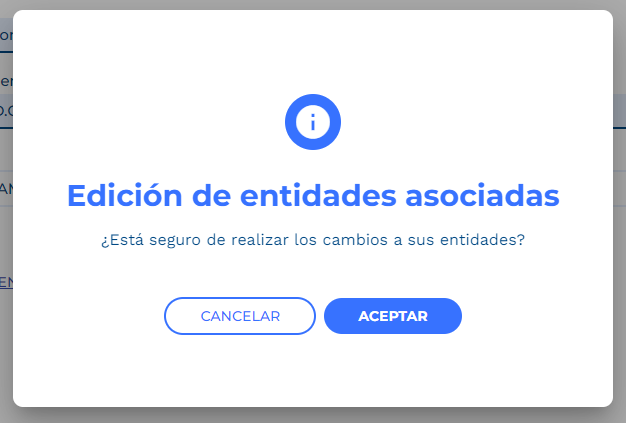 Edición de entidades asociadas
¿Está seguro de realizar los cambios a sus entidades?
CANCELAR
ACEPTAR